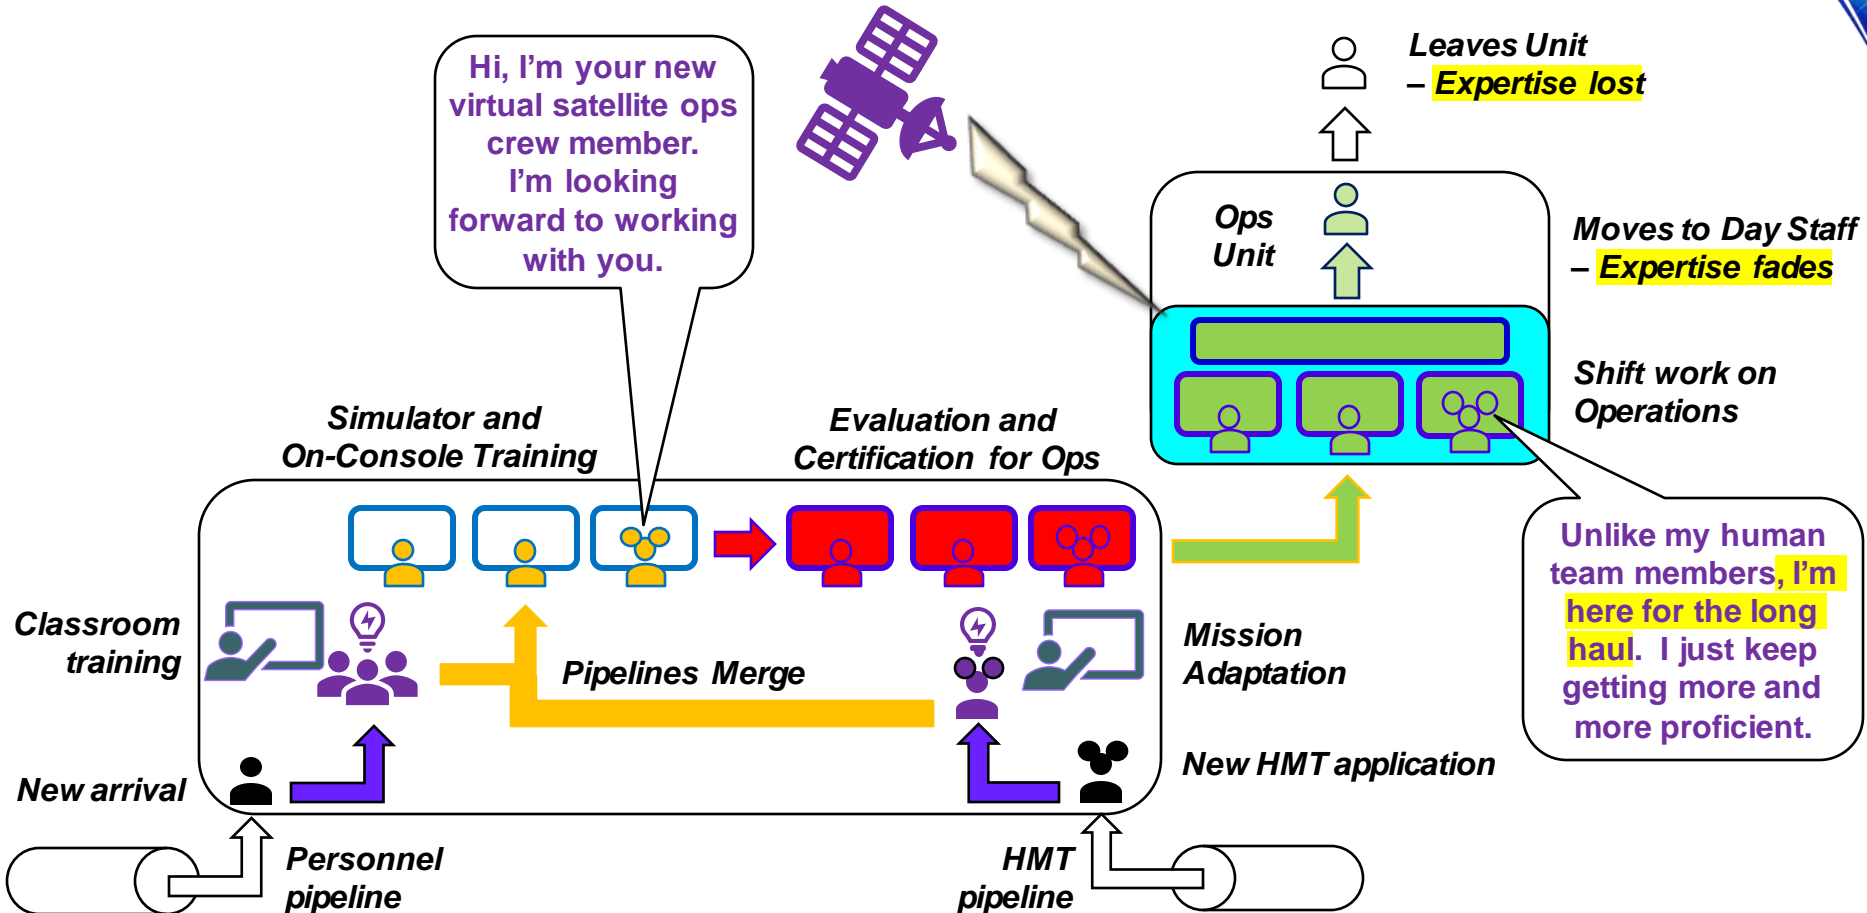 Hi, I'm your new
virtual satellite ops
crew member.
I'm looking
forward to working
with you.
Leaves Unit
– Expertise lost
Ops
Unit
Moves to Day Staff
– Expertise fades
Shift work on
Operations
Simulator and
On-Console Training
Evaluation and
Certification for Ops
Unlike my human
team members, I'm
here for the long
haul. I just keep
getting more and
more proficient.
Classroom
training
Pipelines Merge
Mission
Adaptation
New arrival
New HMT application
Personnel
pipeline
HMT
pipeline